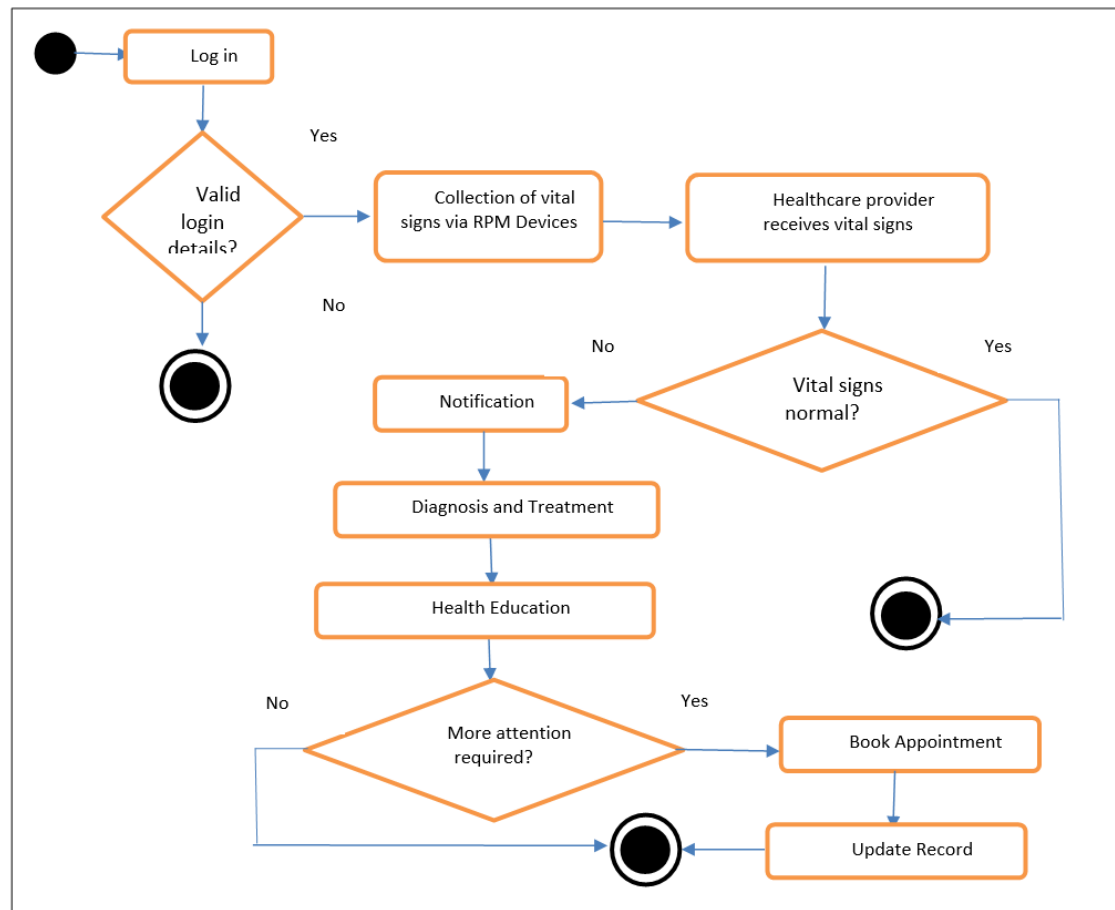 Log in
Yes
Valid
login
details?
Collection of vital
signs via RPM Devices
Healthcare provider
receives vital signs
No
No
Yes
Vital signs
normal?
Notification
Diagnosis and Treatment
Health Education
No
Yes
More attention
required?
Book Appointment
Update Record